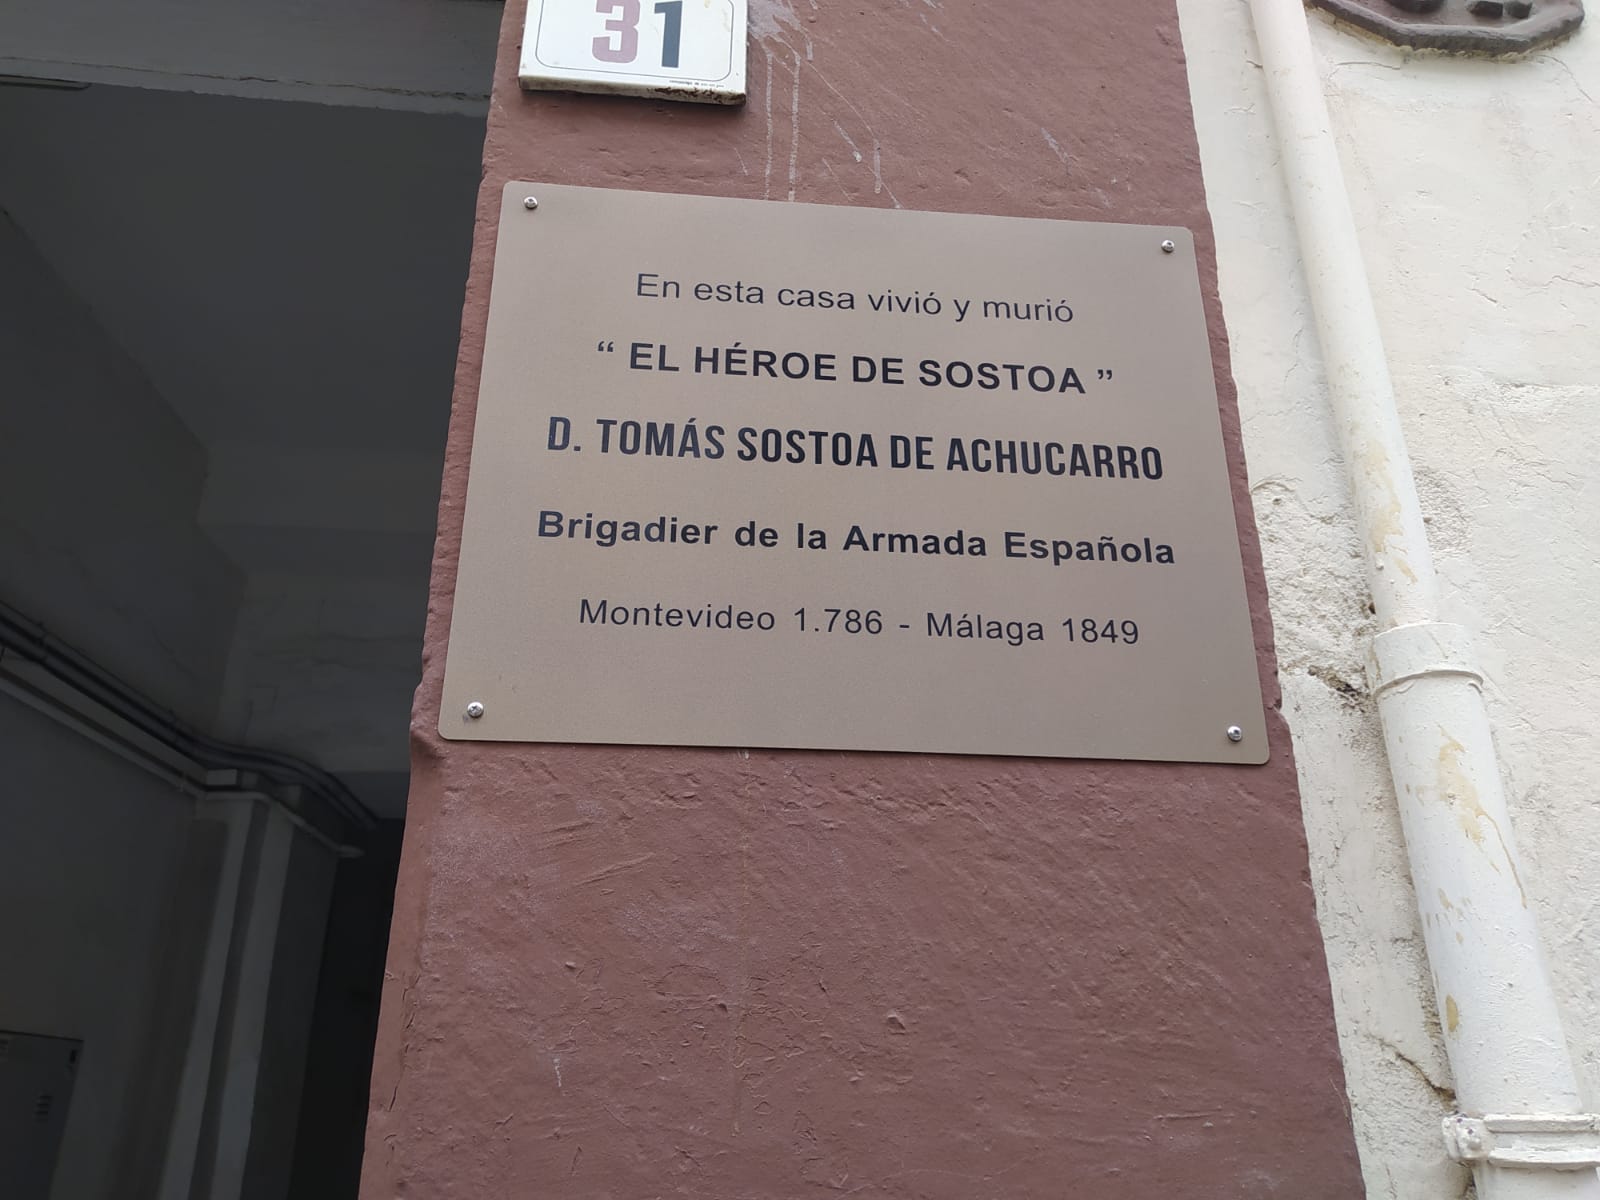 31
En esta casa vivió y murió
“ EL HÉROE DE SOSTOA ”
D. TOMÁS SOSTOA DE ACHUCARRO
Brigadier de la Armada Española
Montevideo 1.786 - Málaga 1849